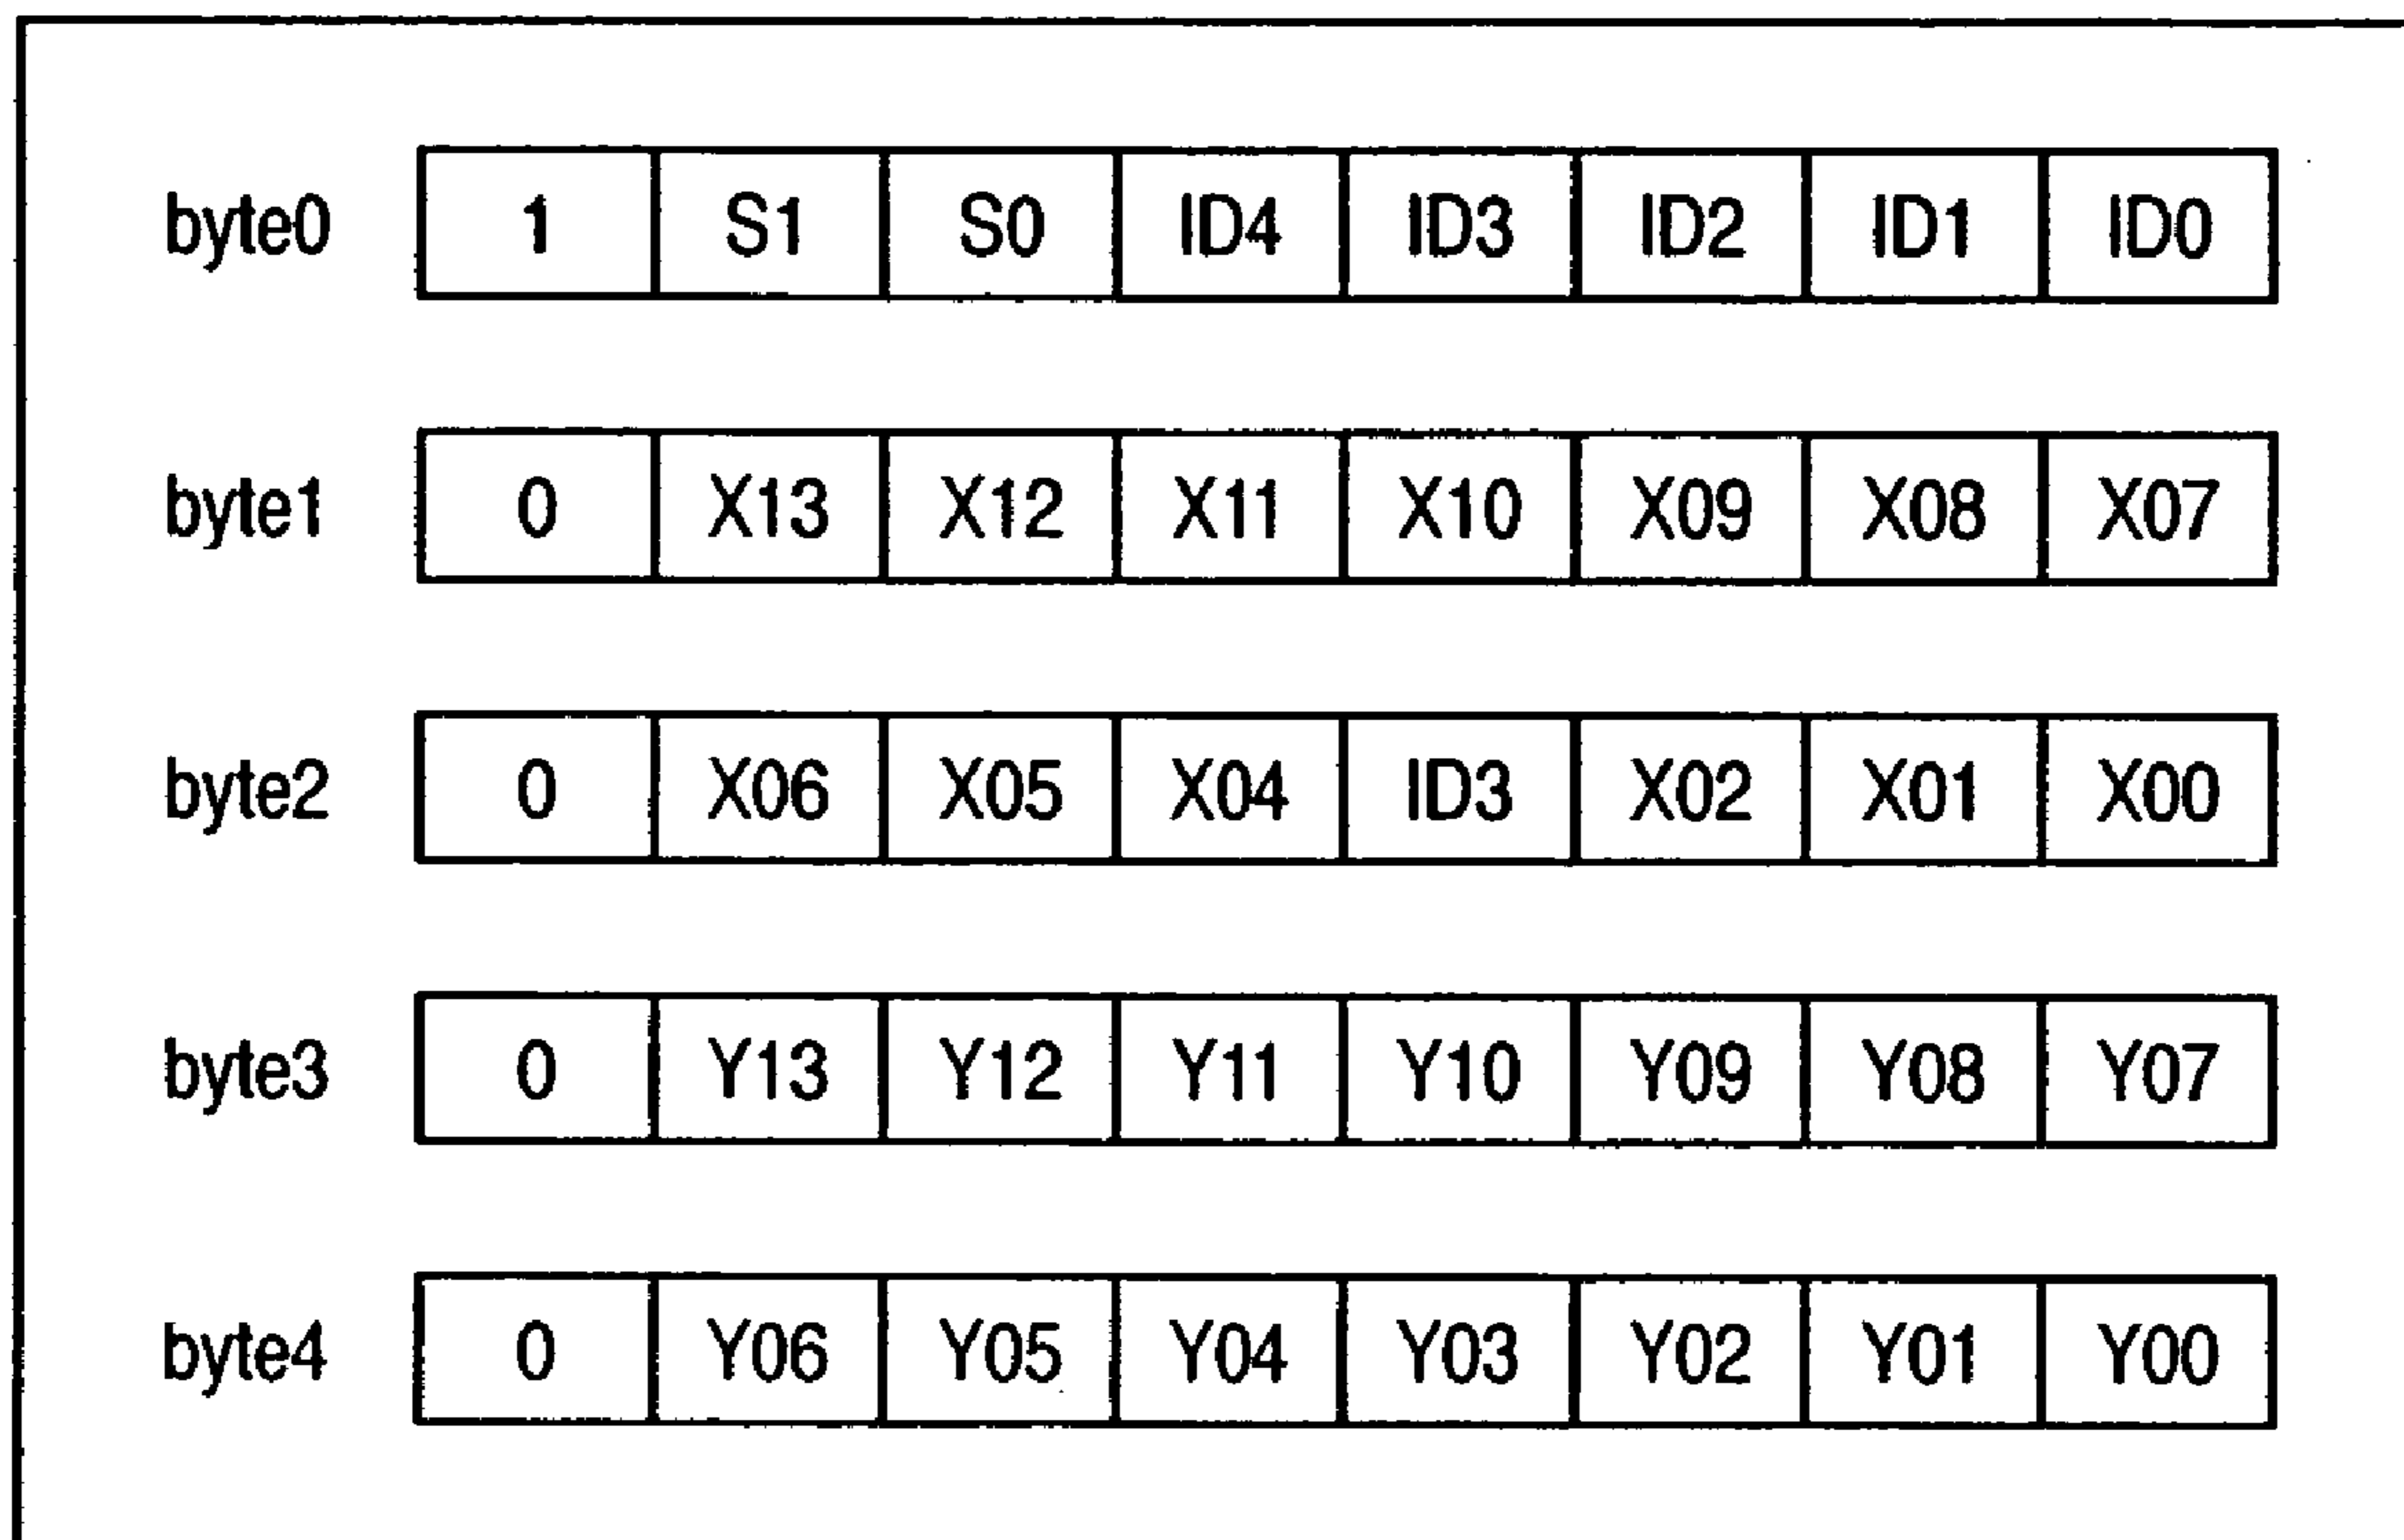 byte0 1 S1 S0 ID4 ID3 ID2 ID1 ID0
byte1 0 X13 X12 X11 X10 X09 X08 X07
byte2 0 X06 X05 X04 ID3 X02 X01 X00
byte3 0 Y13 Y12 Y11 Y10 Y09 Y08 Y07
byte4 0 Y06 Y05 Y04 Y03 Y02 Y01 Y00